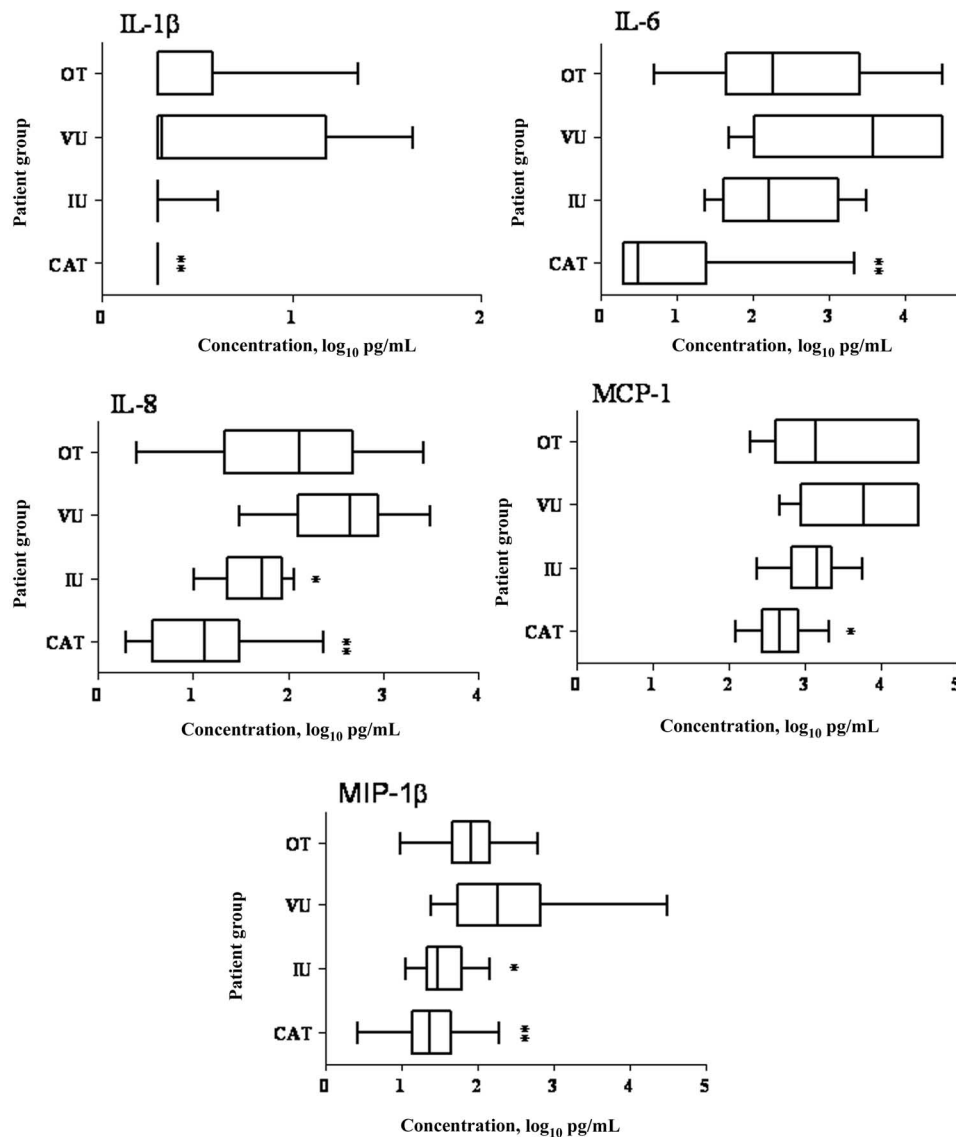 IL-1β
Patient group
OT
VU
IU
CAT
**
0 1 2
Concentration, log10 pg/mL
IL-6
Patient group
OT
VU
IU
CAT
**
0 1 2 3 4
Concentration, log10 pg/mL
IL-8
Patient group
OT
VU
IU
*
CAT
**
0 1 2 3 4
Concentration, log10 pg/mL
MCP-1
Patient group
OT
VU
IU
CAT
*
0 1 2 3 4 5
Concentration, log10 pg/mL
MIP-1β
Patient group
OT
VU
IU
*
CAT
**
0 1 2 3 4 5
Concentration, log10 pg/mL